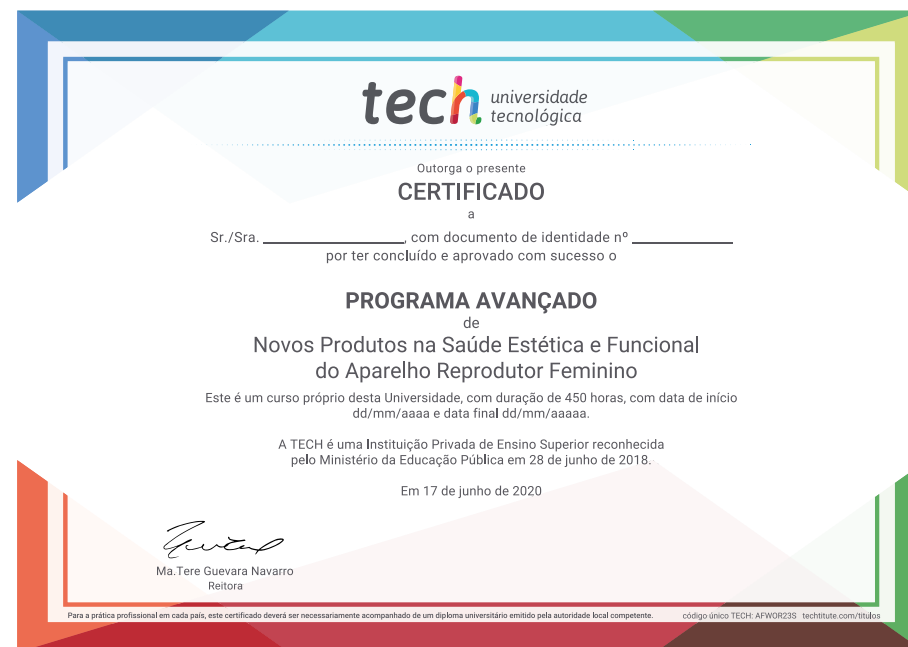 tech universidade
tecnológica
Outorga o presente
CERTIFICADO
a
Sr./Sra. ________________, com documento de identidade nº ____________
por ter concluído e aprovado com sucesso o
PROGRAMA AVANÇADO
de
Novos Produtos na Saúde Estética e Funcional
do Aparelho Reprodutor Feminino
Este é um curso próprio desta Universidade, com duração de 450 horas, com data de início
dd/mm/aaaa e data final dd/mm/aaaaa.
A TECH é uma Instituição Privada de Ensino Superior reconhecida
pelo Ministério da Educação Pública em 28 de junho de 2018.
Em 17 de junho de 2020
Ma.Tere Guevara Navarro
Reitora
Para a prática profissional em cada país, este certificado deverá ser necessariamente acompanhado de um diploma universitário emitido pela autoridade local competente. código único TECH: AFWOR23S techtitute.com/titulos